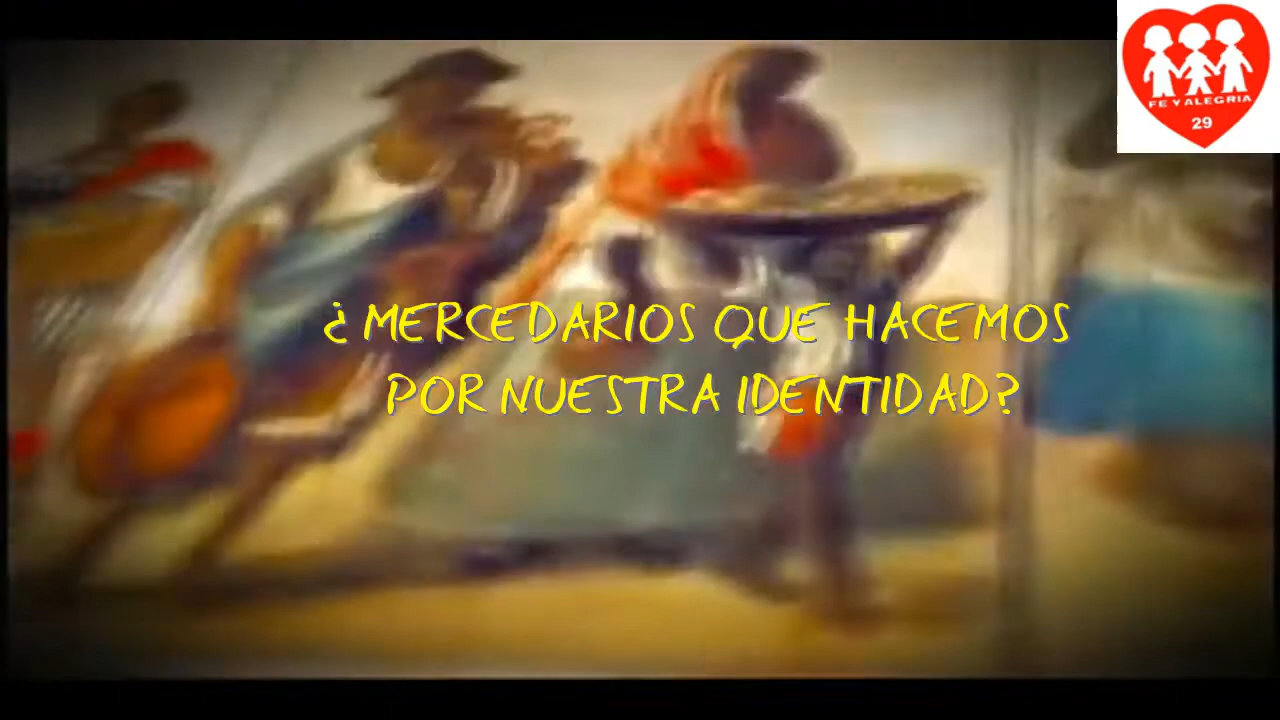 FE Y ALEGRIA
29
¿ MERCEDARIOS QUE HACEMOS
POR NUESTRA IDENTIDAD?